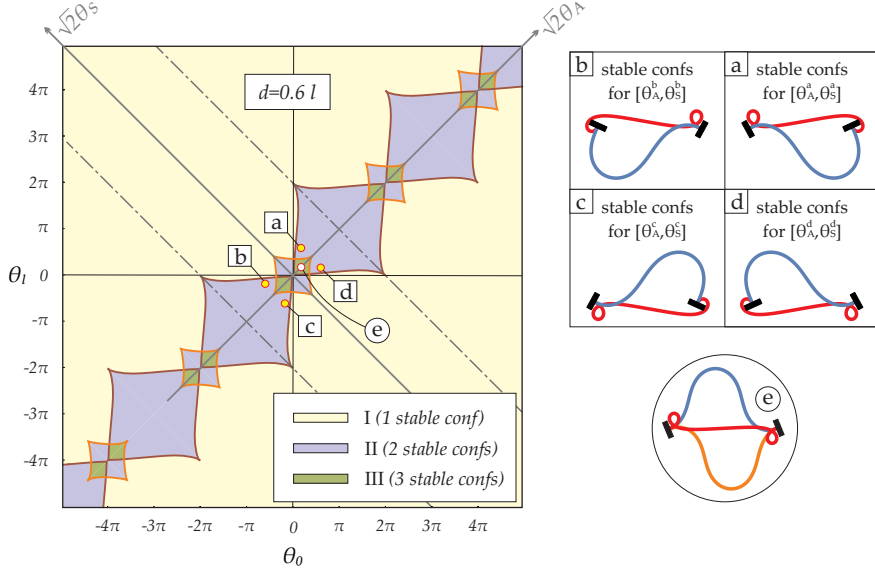 √2θS
√2θA
d=0.6 l
4π
3π
2π
π
θl
0
-π
-2π
-3π
-4π
a
b
c
d
e
I (1 stable conf)
II (2 stable confs)
III (3 stable confs)
-4π
-3π
-2π
-π
0
π
2π
3π
4π
θ0
b
stable confs
for [θAᵇ,θSᵇ]
a
stable confs
for [θAᵃ,θSᵃ]
c
stable confs
for [θAᶜ,θSᶜ]
d
stable confs
for [θAᵈ,θSᵈ]
e